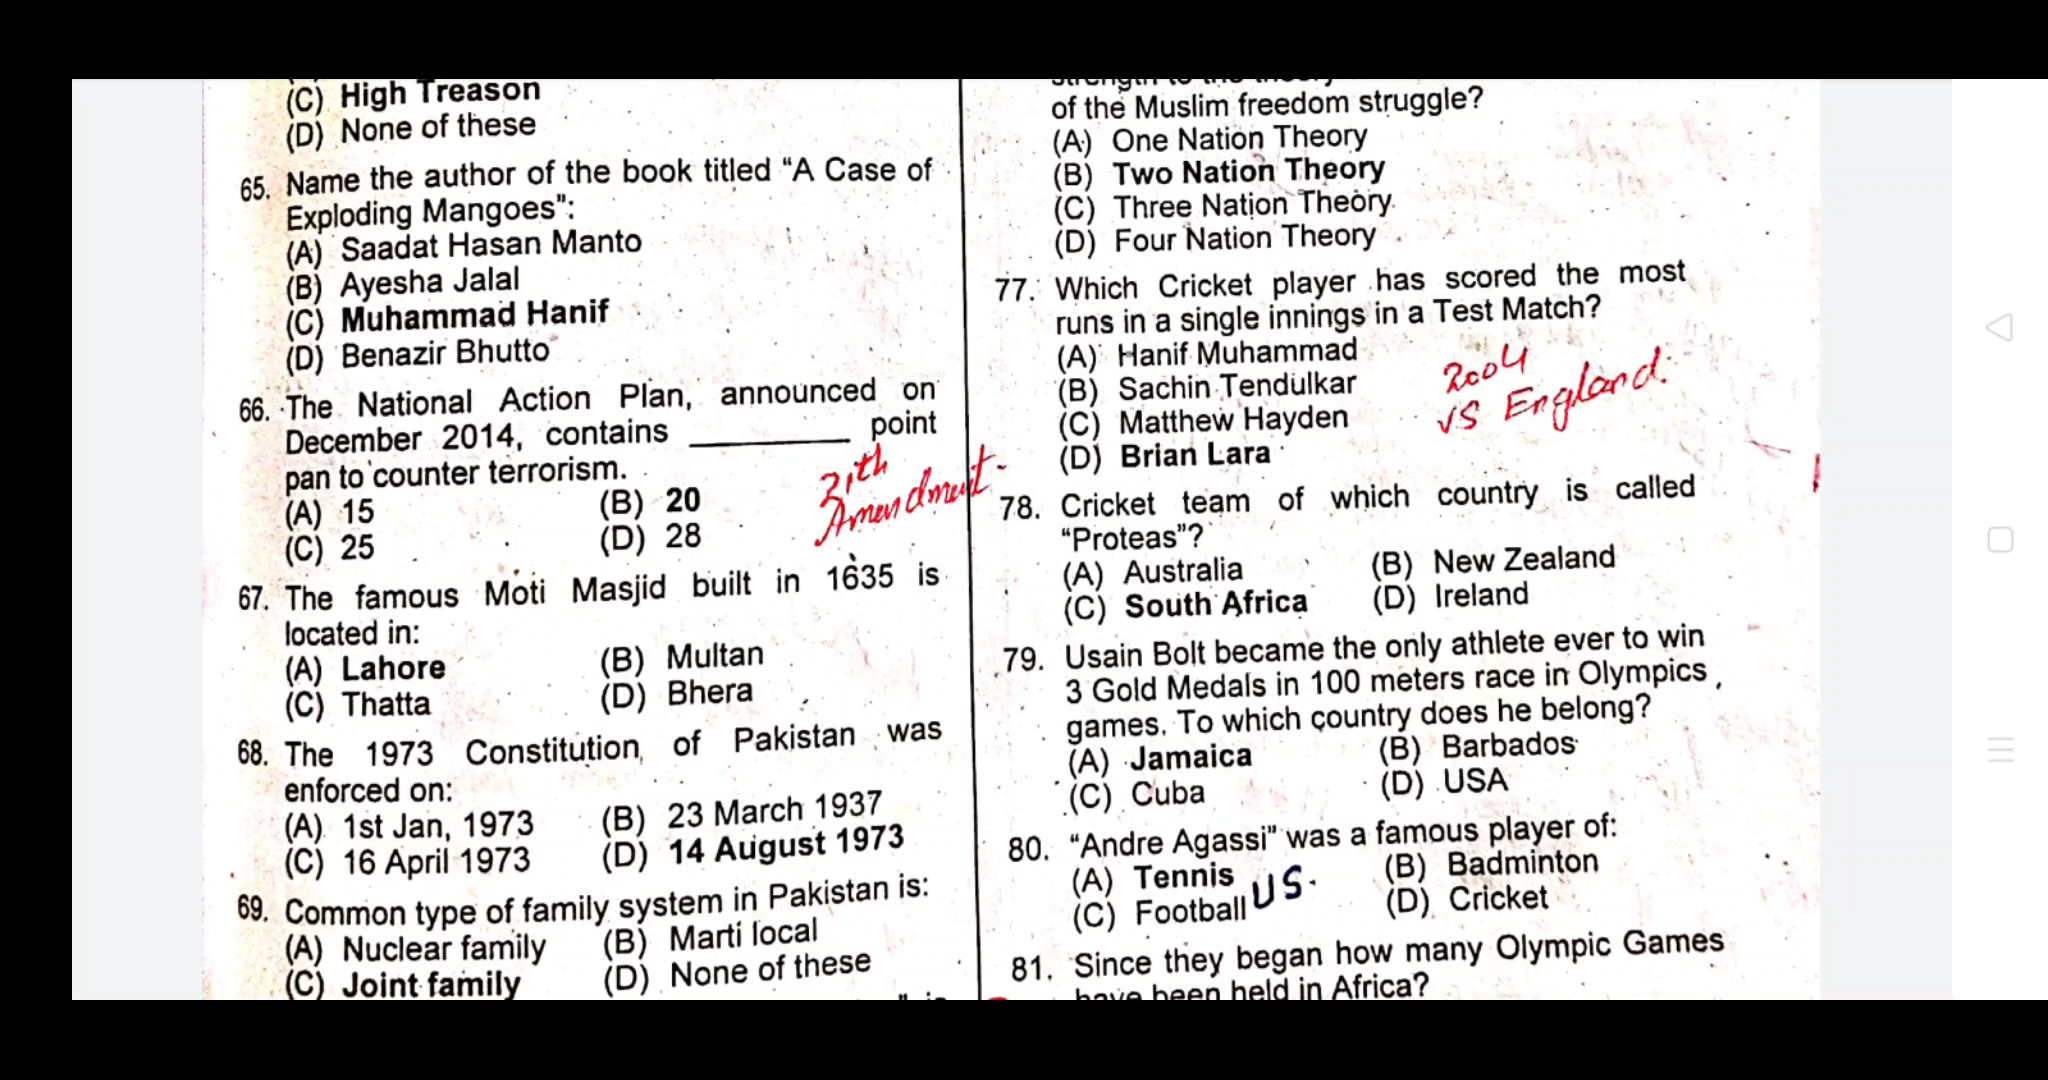 (C) High Treason
(D) None of these
65. Name the author of the book titled “A Case of
Exploding Mangoes”:
(A) Saadat Hasan Manto
(B) Ayesha Jalal
(C) Muhammad Hanif
(D) Benazir Bhutto
66. The National Action Plan, announced on
December 2014, contains __________ point
pan to counter terrorism.
(A) 15 (B) 20
(C) 25 (D) 28
Amendment.
67. The famous Moti Masjid built in 1635 is
located in:
(A) Lahore (B) Multan
(C) Thatta (D) Bhera
68. The 1973 Constitution of Pakistan was
enforced on:
(A) 1st Jan, 1973 (B) 23 March 1937
(C) 16 April 1973 (D) 14 August 1973
69. Common type of family system in Pakistan is:
(A) Nuclear family (B) Marti local
(C) Joint family (D) None of these
of the Muslim freedom struggle?
(A) One Nation Theory
(B) Two Nation Theory
(C) Three Nation Theory
(D) Four Nation Theory
77. Which Cricket player has scored the most
runs in a single innings in a Test Match?
(A) Hanif Muhammad
(B) Sachin Tendulkar
(C) Matthew Hayden
(D) Brian Lara
2004
VS England.
78. Cricket team of which country is called
“Proteas”?
(A) Australia (B) New Zealand
(C) South Africa (D) Ireland
79. Usain Bolt became the only athlete ever to win
3 Gold Medals in 100 meters race in Olympics
games. To which country does he belong?
(A) Jamaica (B) Barbados
(C) Cuba (D) USA
80. “Andre Agassi” was a famous player of:
(A) Tennis (B) Badminton
(C) Football (D) Cricket
US.
81. Since they began how many Olympic Games
have been held in Africa?